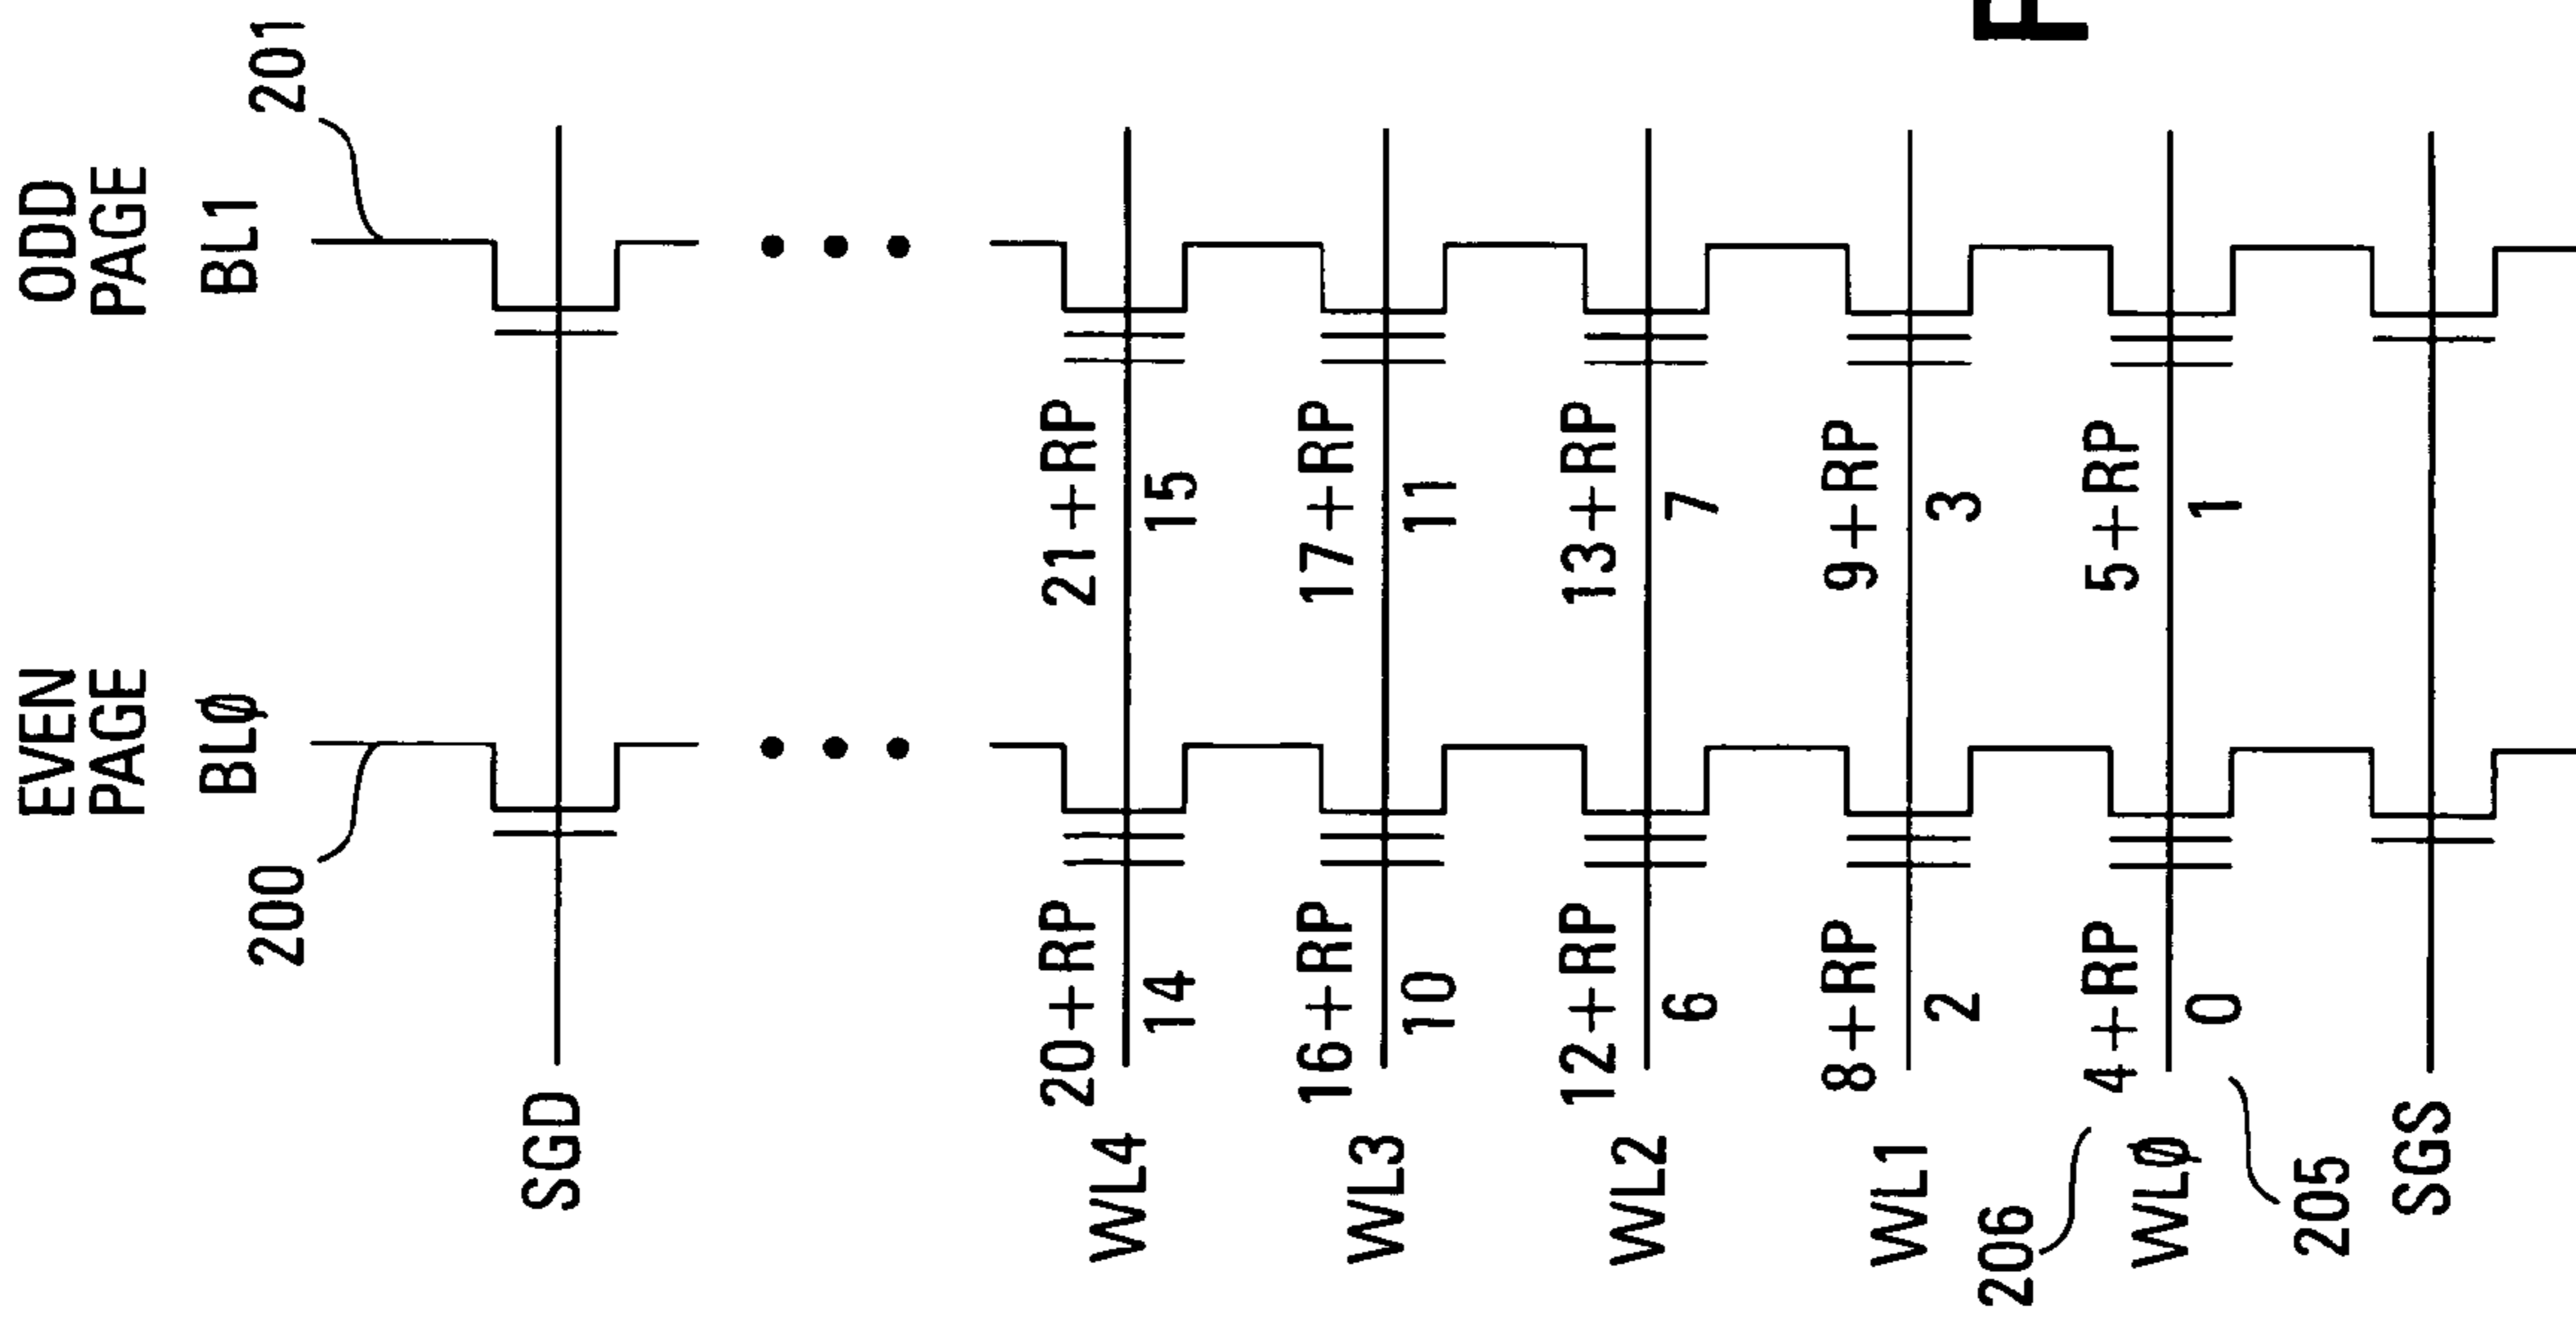 EVEN PAGE
ODD PAGE
BLØ
BL1
200
201
SGD
20+RP
21+RP
WL4
14
15
16+RP
17+RP
WL3
10
11
12+RP
13+RP
WL2
6
7
8+RP
9+RP
WL1
2
3
206
4+RP
5+RP
WLØ
0
1
205
SGS